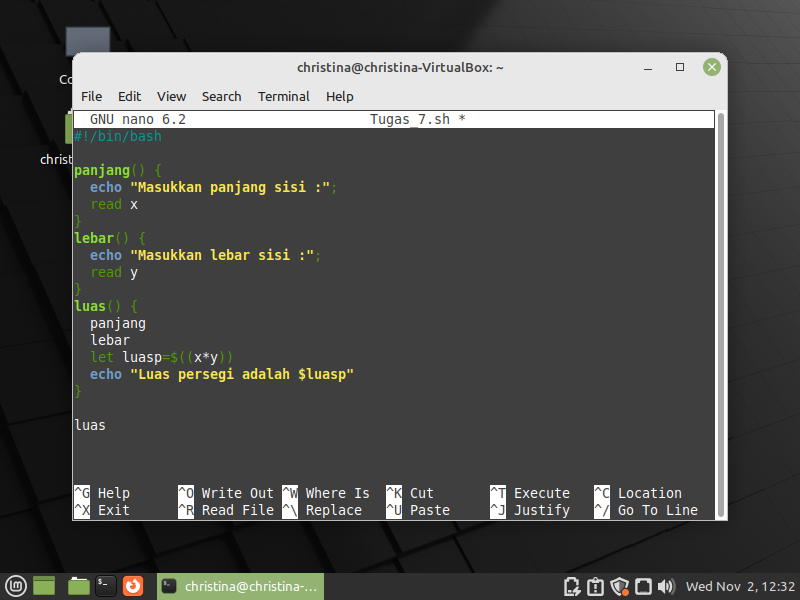 Co
christ
christina@christina-VirtualBox: ~
File Edit View Search Terminal Help
GNU nano 6.2 Tugas_7.sh *
#!/bin/bash
panjang() {
echo "Masukkan panjang sisi :";
read x
}
lebar() {
echo "Masukkan lebar sisi :";
read y
}
luas() {
panjang
lebar
let luasp=$((x*y))
echo "Luas persegi adalah $luasp"
}
luas
^G Help ^O Write Out ^W Where Is ^K Cut ^T Execute ^C Location
^X Exit ^R Read File ^\ Replace ^U Paste ^J Justify ^/ Go To Line
christina@christina-... Wed Nov 2, 12:32